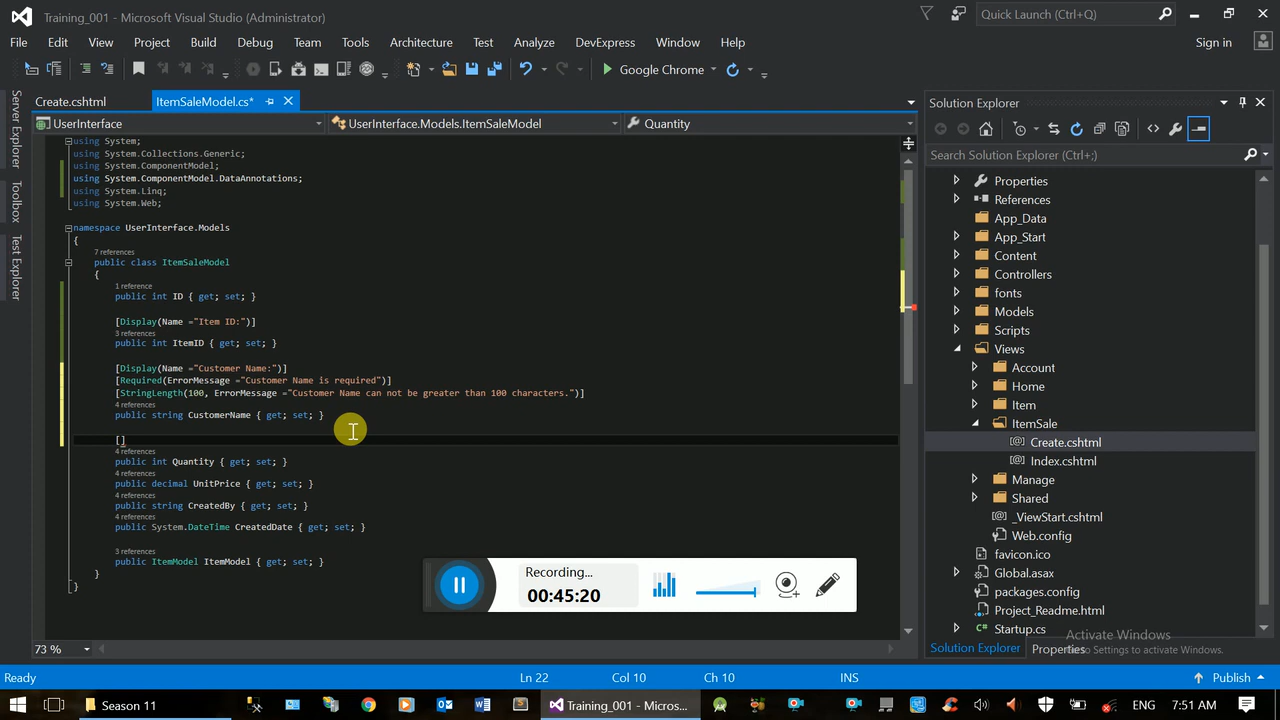 Training_001 - Microsoft Visual Studio (Administrator)
Quick Launch (Ctrl+Q)
File Edit View Project Build Debug Team Tools Architecture Test Analyze DevExpress Window Help
Sign in
Google Chrome
Server Explorer
Toolbox
Test Explorer
Create.cshtml
ItemSaleModel.cs*
UserInterface
UserInterface.Models.ItemSaleModel
Quantity
using System;
using System.Collections.Generic;
using System.ComponentModel;
using System.ComponentModel.DataAnnotations;
using System.Linq;
using System.Web;
namespace UserInterface.Models
{
7 references
public class ItemSaleModel
{
1 reference
public int ID { get; set; }
[Display(Name ="Item ID:")]
3 references
public int ItemID { get; set; }
[Display(Name ="Customer Name:")]
[Required(ErrorMessage ="Customer Name is required")]
[StringLength(100, ErrorMessage ="Customer Name can not be greater than 100 characters.")]
4 references
public string CustomerName { get; set; }
[]
4 references
public int Quantity { get; set; }
4 references
public decimal UnitPrice { get; set; }
4 references
public string CreatedBy { get; set; }
4 references
public System.DateTime CreatedDate { get; set; }
3 references
public ItemModel ItemModel { get; set; }
}
}
Recording...
00:45:20
73 %
Solution Explorer
Search Solution Explorer (Ctrl+;)
Properties
References
App_Data
App_Start
Content
Controllers
fonts
Models
Scripts
Views
Account
Home
Item
ItemSale
Create.cshtml
Index.cshtml
Manage
Shared
_ViewStart.cshtml
Web.config
favicon.ico
Global.asax
packages.config
Project_Readme.html
Startup.cs
Activate Windows
Solution Explorer
Properties
to Settings to activate Windows.
Ready
Ln 22
Col 10
Ch 10
INS
Publish
Season 11
Training_001 - Micros...
ENG
7:51 AM